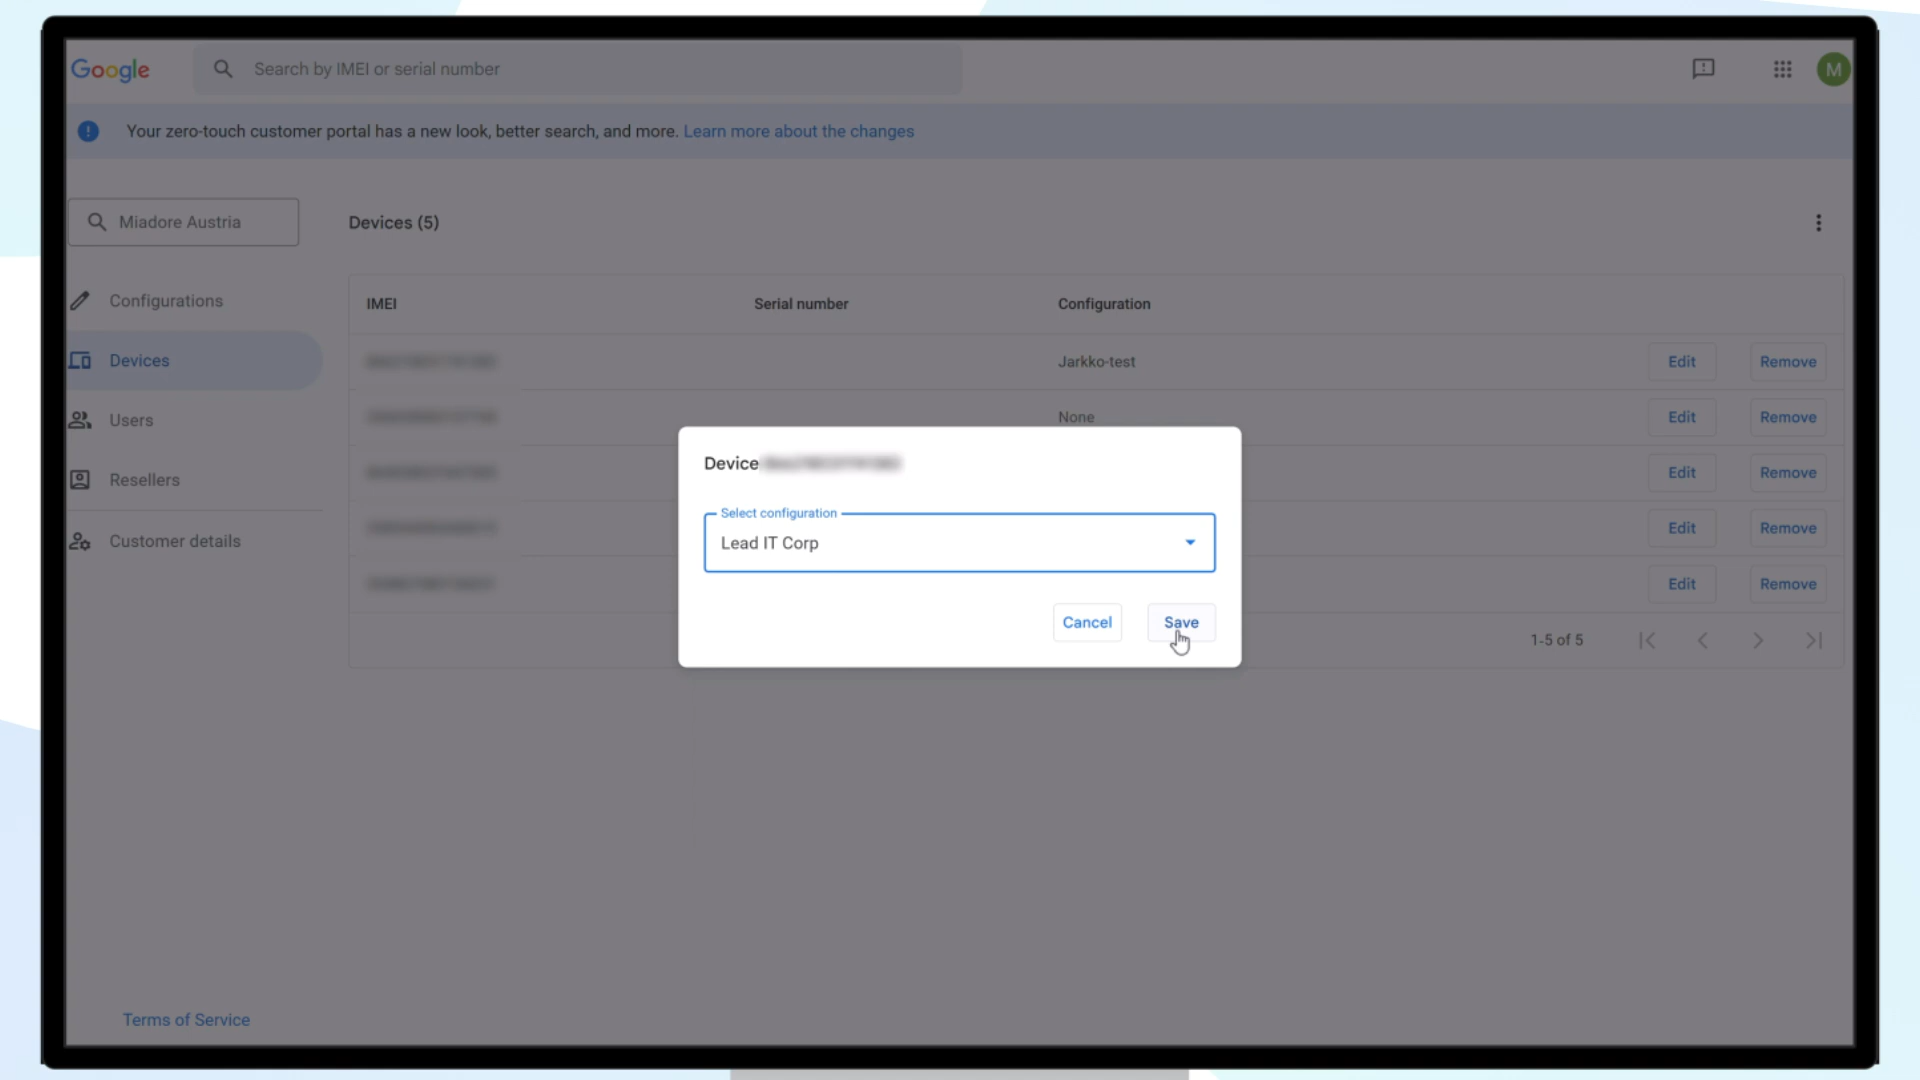 Google
Search by IMEI or serial number
M
Your zero-touch customer portal has a new look, better search, and more. Learn more about the changes
Miadore Austria
Devices (5)
Configurations
IMEI
Serial number
Configuration
Devices
Jarkko-test
Edit
Remove
Users
None
Edit
Remove
Resellers
Edit
Remove
Customer details
Edit
Remove
Edit
Remove
1-5 of 5
Device
Select configuration
Lead IT Corp
Cancel
Save
Terms of Service